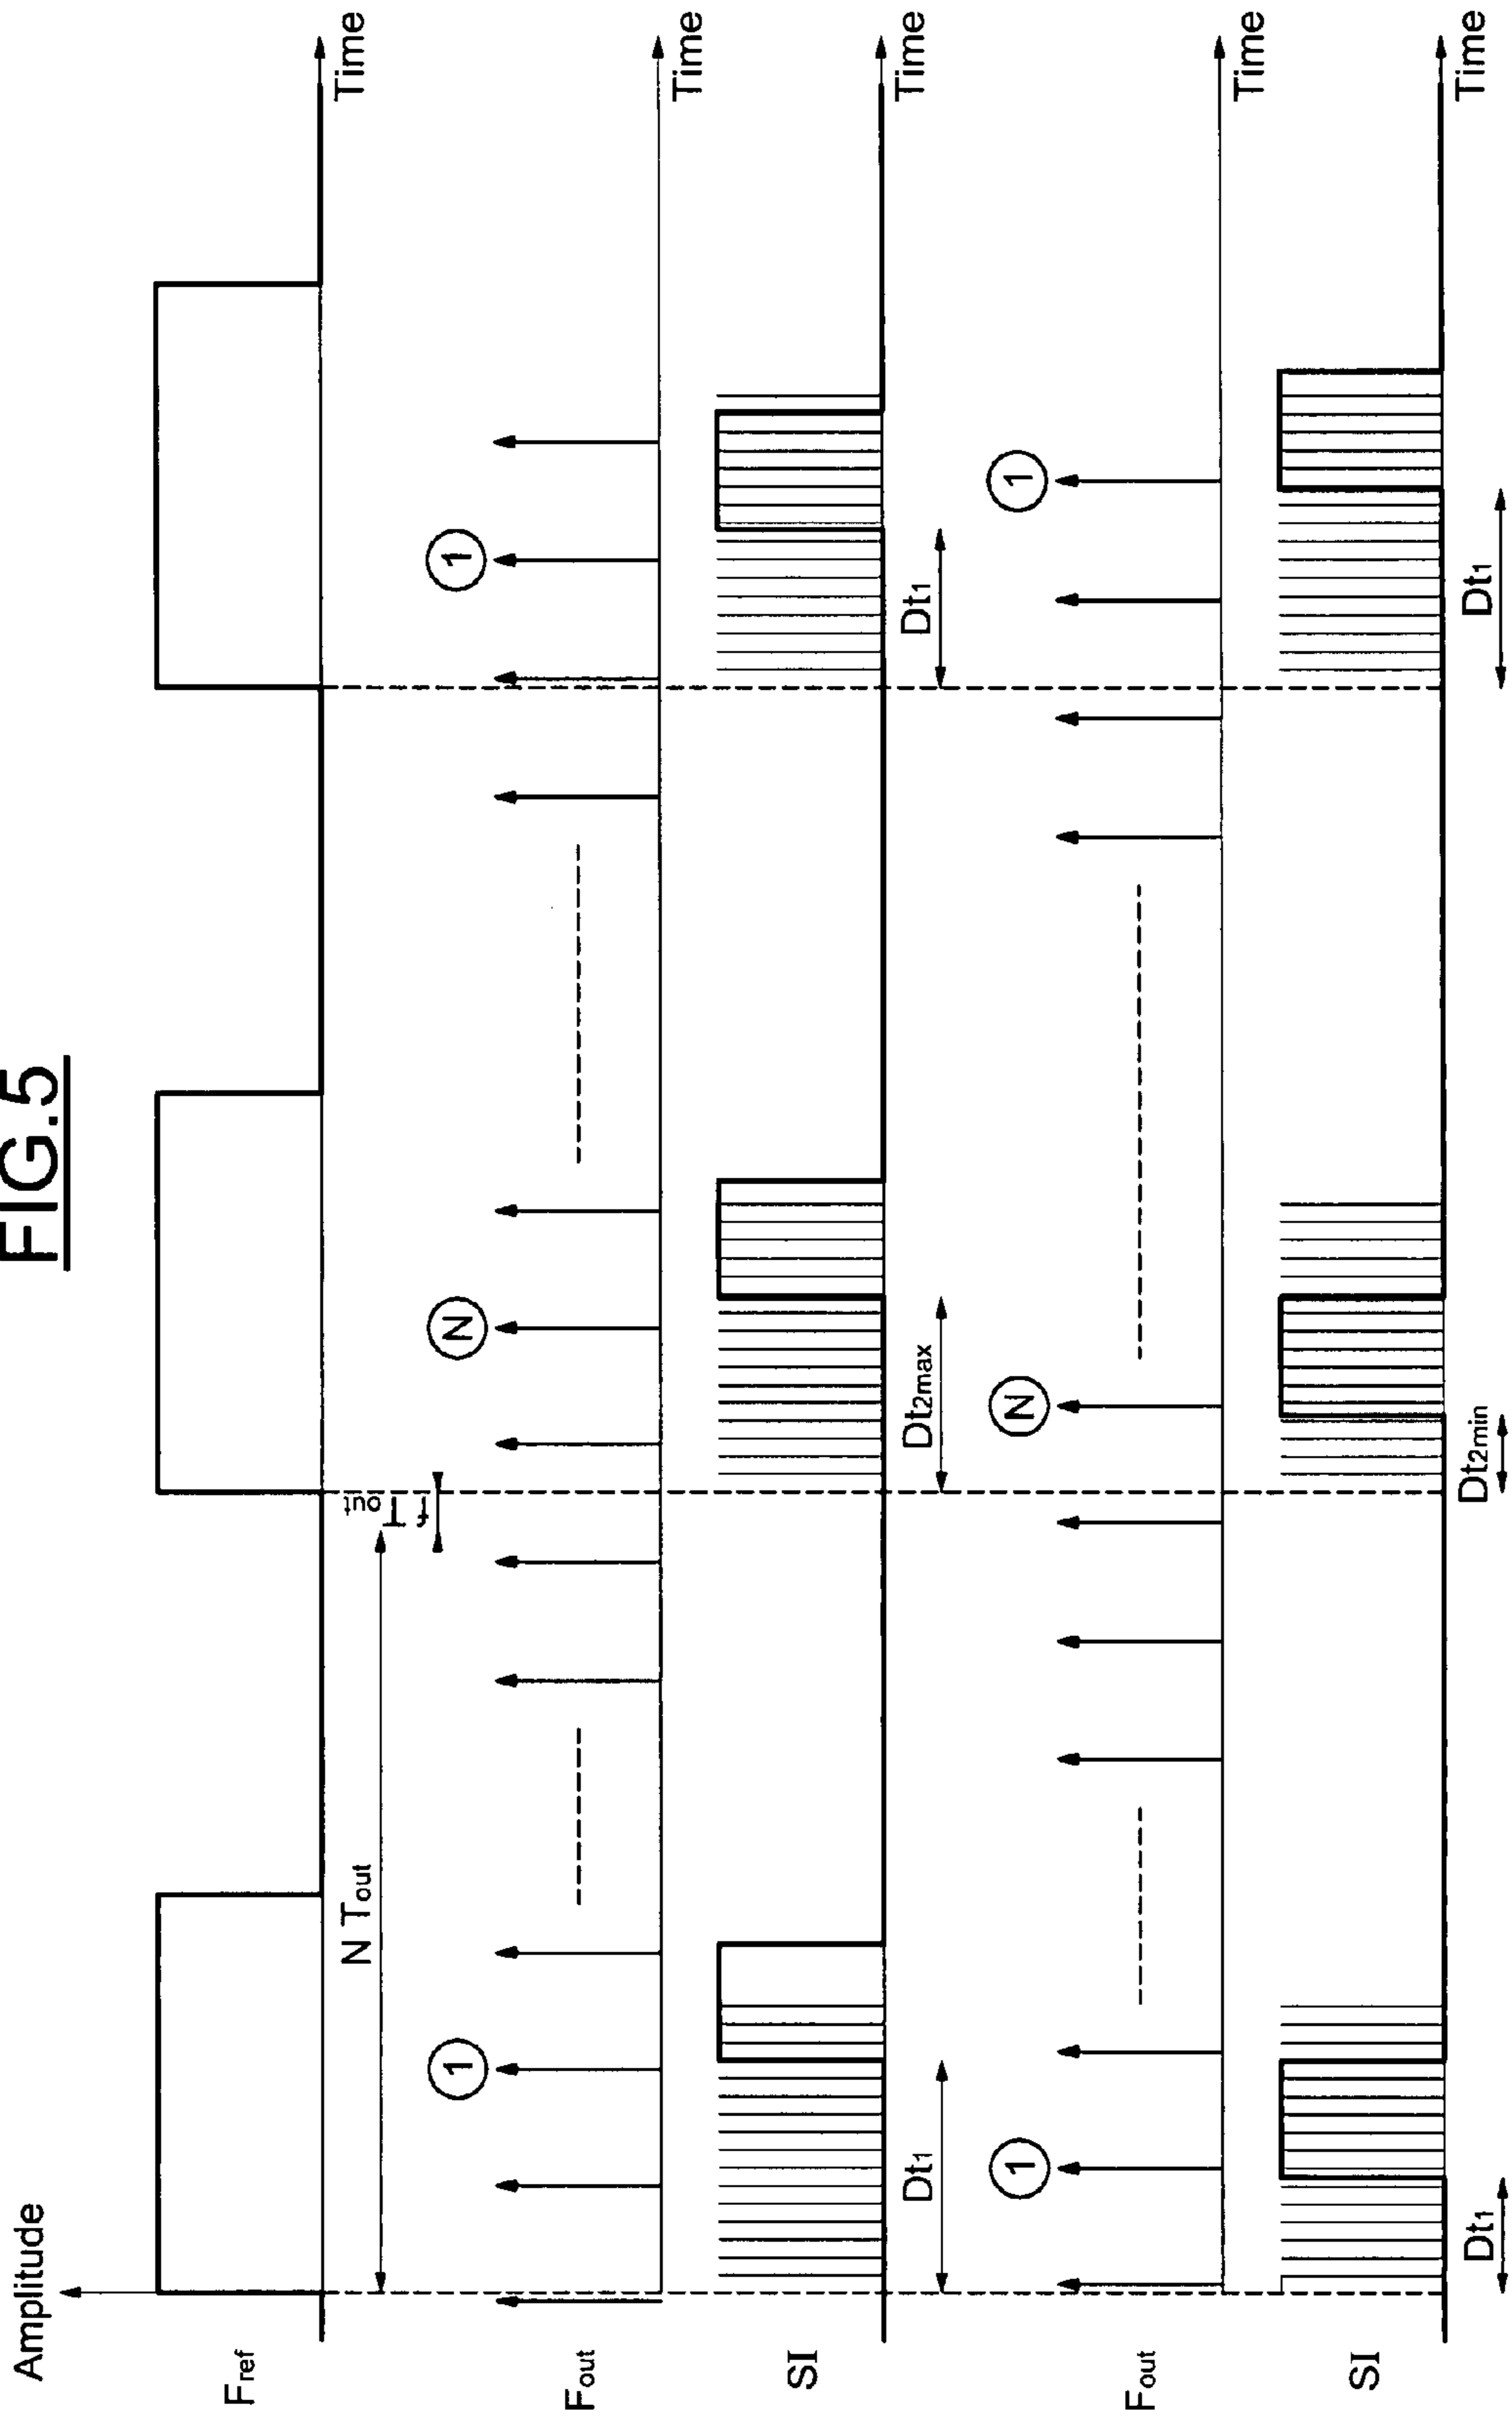 FIG.5
Amplitude
Fref
Time
N Tout
f Tout
Fout
1
N
1
Time
SI
Time
Dt1
Dt2max
Dt1
Fout
1
N
1
Time
SI
Time
Dt1
Dt2min
Dt1